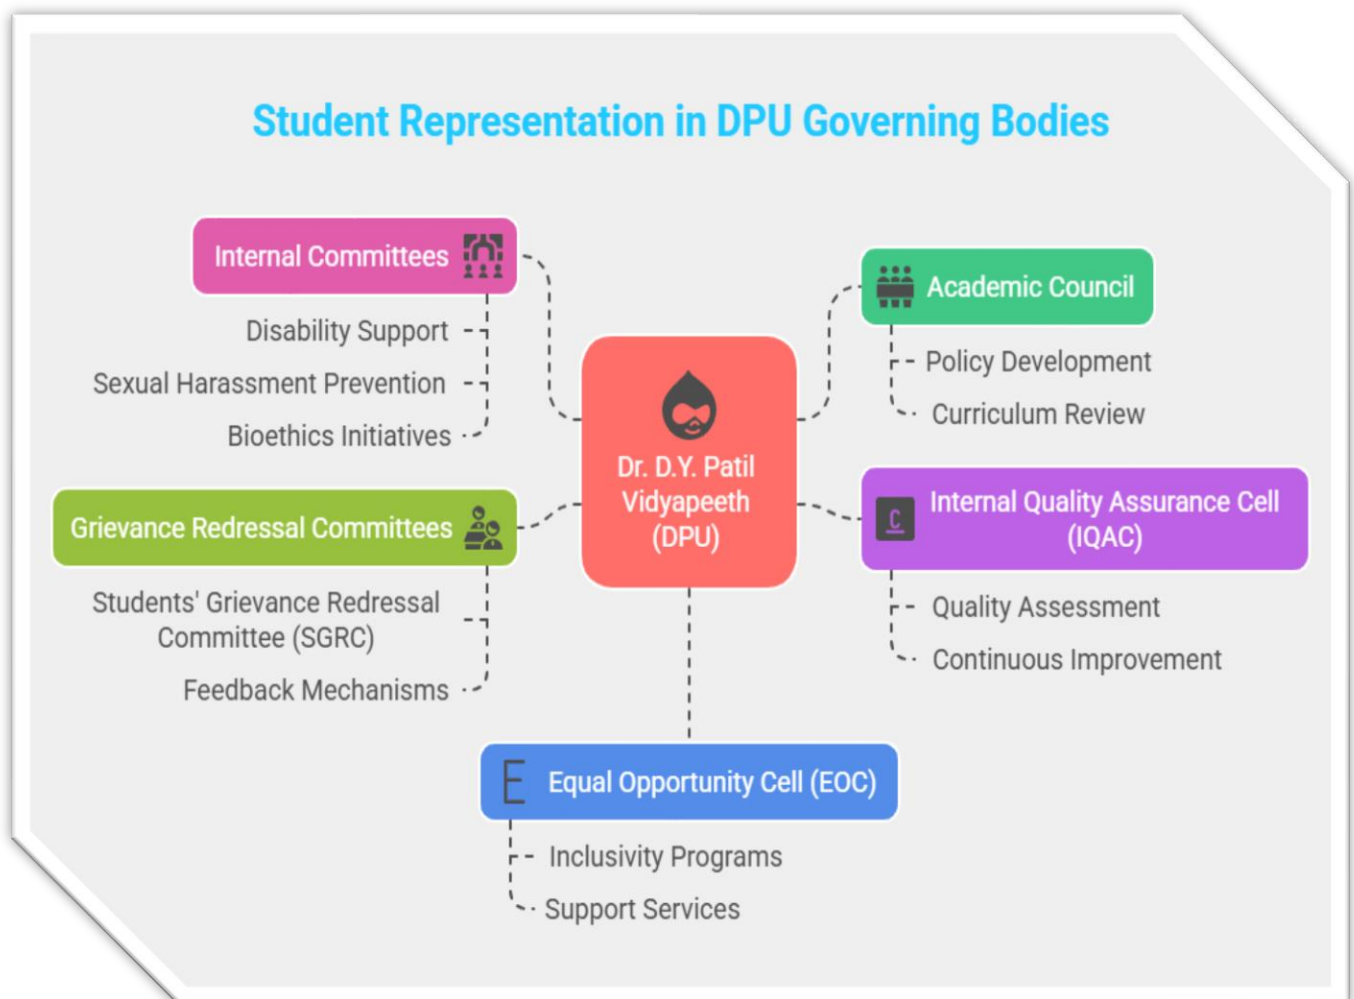 Student Representation in DPU Governing Bodies
Internal Committees
Disability Support
Sexual Harassment Prevention
Bioethics Initiatives
Grievance Redressal Committees
Students' Grievance Redressal
Committee (SGRC)
Feedback Mechanisms
Dr. D.Y. Patil
Vidyapeeth
(DPU)
Academic Council
Policy Development
Curriculum Review
C
Internal Quality Assurance Cell
(IQAC)
Quality Assessment
Continuous Improvement
E
Equal Opportunity Cell (EOC)
Inclusivity Programs
Support Services